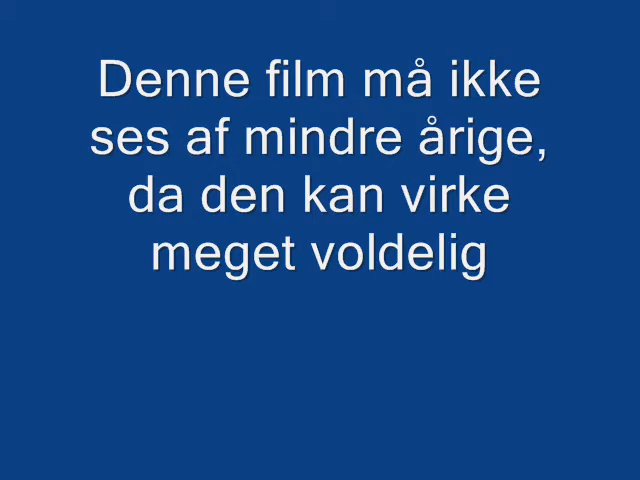 Denne film må ikke
ses af mindre årige,
da den kan virke
meget voldelig